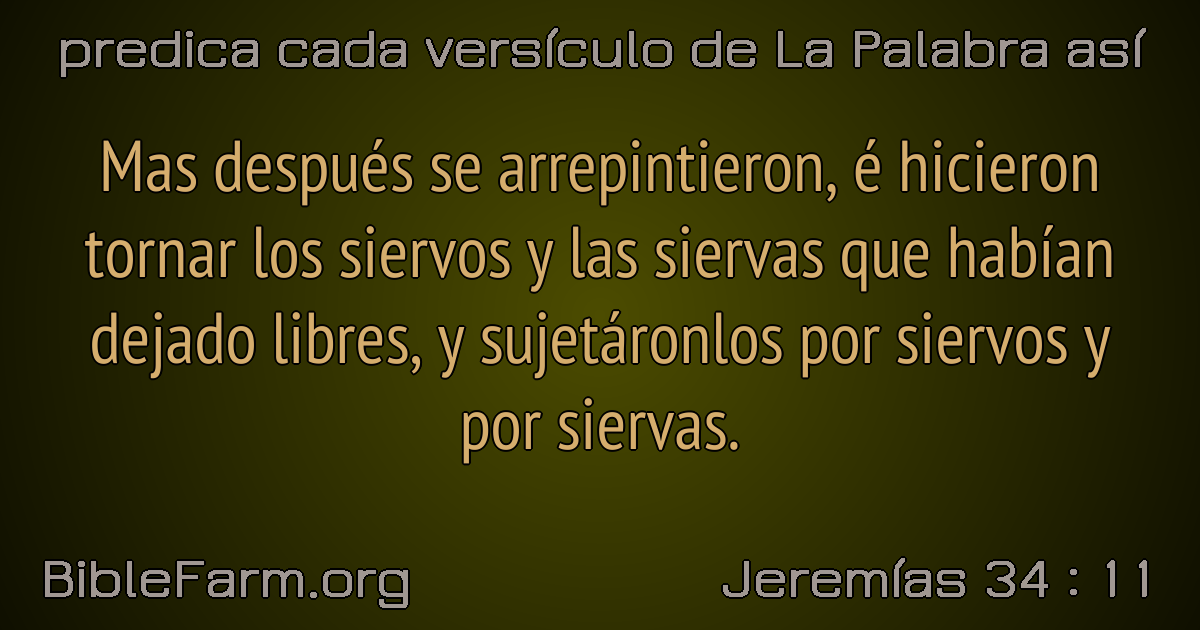 predica cada versículo de La Palabra así
Mas después se arrepintieron, é hicieron
tornar los siervos y las siervas que habían
dejado libres, y sujetáronlos por siervos y
por siervas.
BibleFarm.org
Jeremías 34 : 11